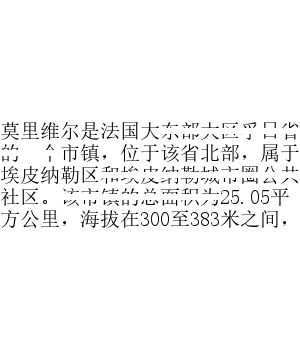 莫里维尔是法国大东部大区孚日省
的一个市镇，位于该省北部，属于
埃皮纳勒区和埃皮纳勒城市圈公共
社区。该市镇的总面积为25.05平
方公里，海拔在300至383米之间，